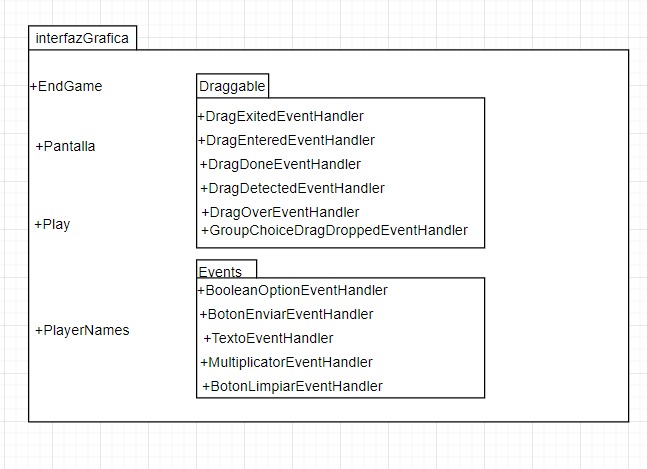 interfazGrafica
+EndGame
+Pantalla
+Play
+PlayerNames
Draggable
+DragExitedEventHandler
+DragEnteredEventHandler
+DragDoneEventHandler
+DragDetectedEventHandler
+DragOverEventHandler
+GroupChoiceDragDroppedEventHandler
Events
+BooleanOptionEventHandler
+BotonEnviarEventHandler
+TextoEventHandler
+MultiplicatorEventHandler
+BotonLimpiarEventHandler